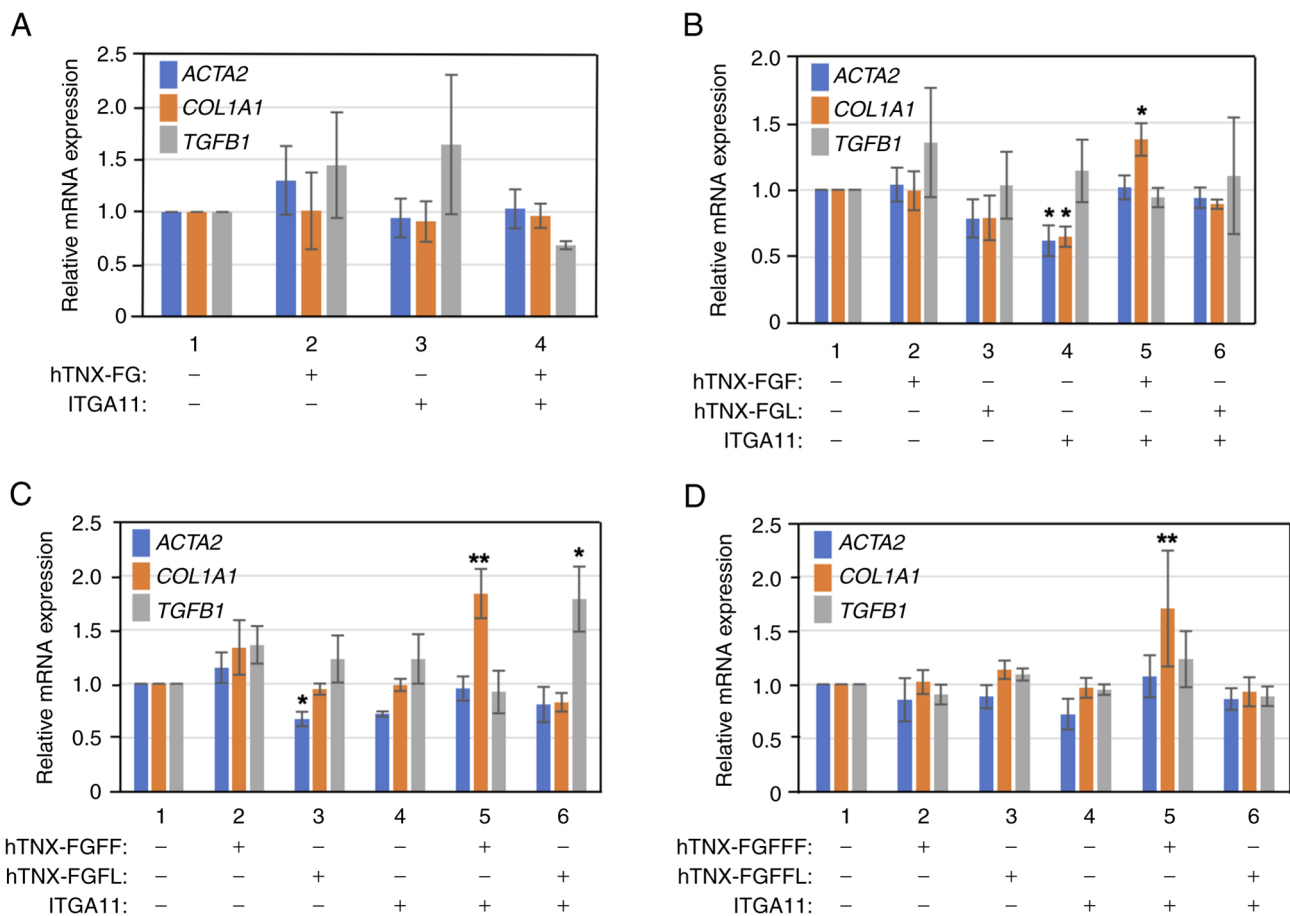 A
Relative mRNA expression
2.5
2.0
1.5
1.0
0.5
0
ACTA2
COL1A1
TGFB1
1 2 3 4
hTNX-FG: – + – +
ITGA11: – – + +
B
Relative mRNA expression
2.0
1.5
1.0
0.5
0
ACTA2
COL1A1
TGFB1
* *
*
1 2 3 4 5 6
hTNX-FGF: – + – – + –
hTNX-FGL: – – + – – +
ITGA11: – – – + + +
C
Relative mRNA expression
2.5
2.0
1.5
1.0
0.5
0
ACTA2
COL1A1
TGFB1
*
**
*
1 2 3 4 5 6
hTNX-FGFF: – + – – + –
hTNX-FGFL: – – + – – +
ITGA11: – – – + + +
D
Relative mRNA expression
2.5
2.0
1.5
1.0
0.5
0
ACTA2
COL1A1
TGFB1
**
1 2 3 4 5 6
hTNX-FGFFF: – + – – + –
hTNX-FGFFL: – – + – – +
ITGA11: – – – + + +